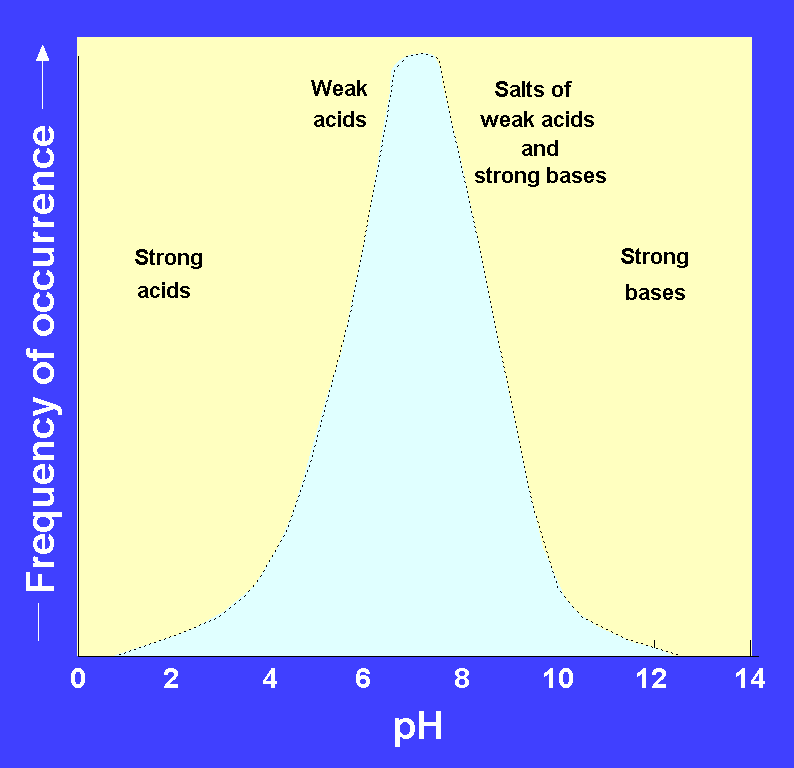 Frequency of occurrence
Weak
acids
Salts of
weak acids
and
strong bases
Strong
acids
Strong
bases
0 2 4 6 8 10 12 14
pH